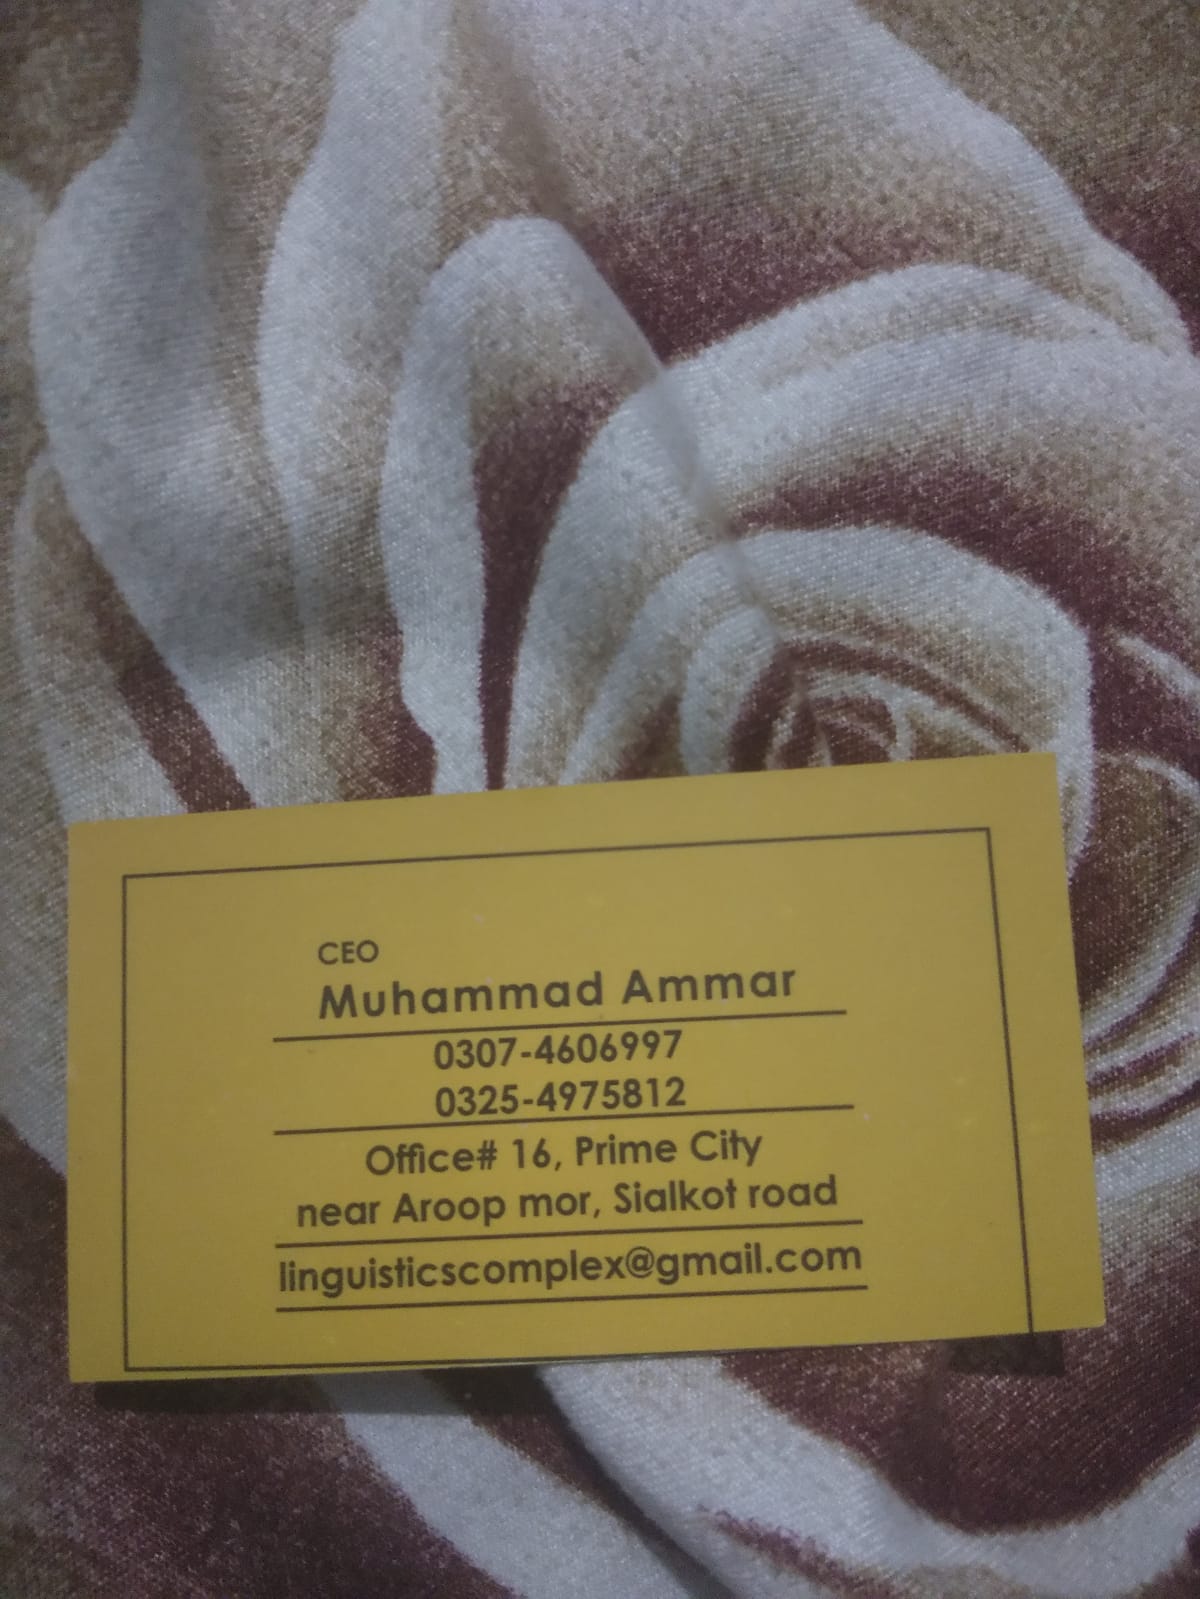 CEO
Muhammad Ammar
0307-4606997
0325-4975812
Office# 16, Prime City
near Aroop mor, Sialkot road
linguisticscomplex@gmail.com